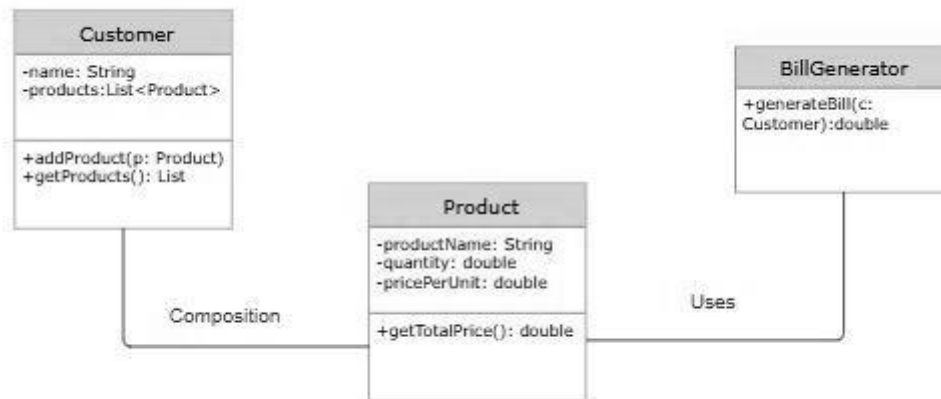 Customer
-name: String
-products:List<Product>
+addProduct(p: Product)
+getProducts(): List
BillGenerator
+generateBill(c:
Customer):double
Product
-productName: String
-quantity: double
-pricePerUnit: double
+getTotalPrice(): double
Composition
Uses